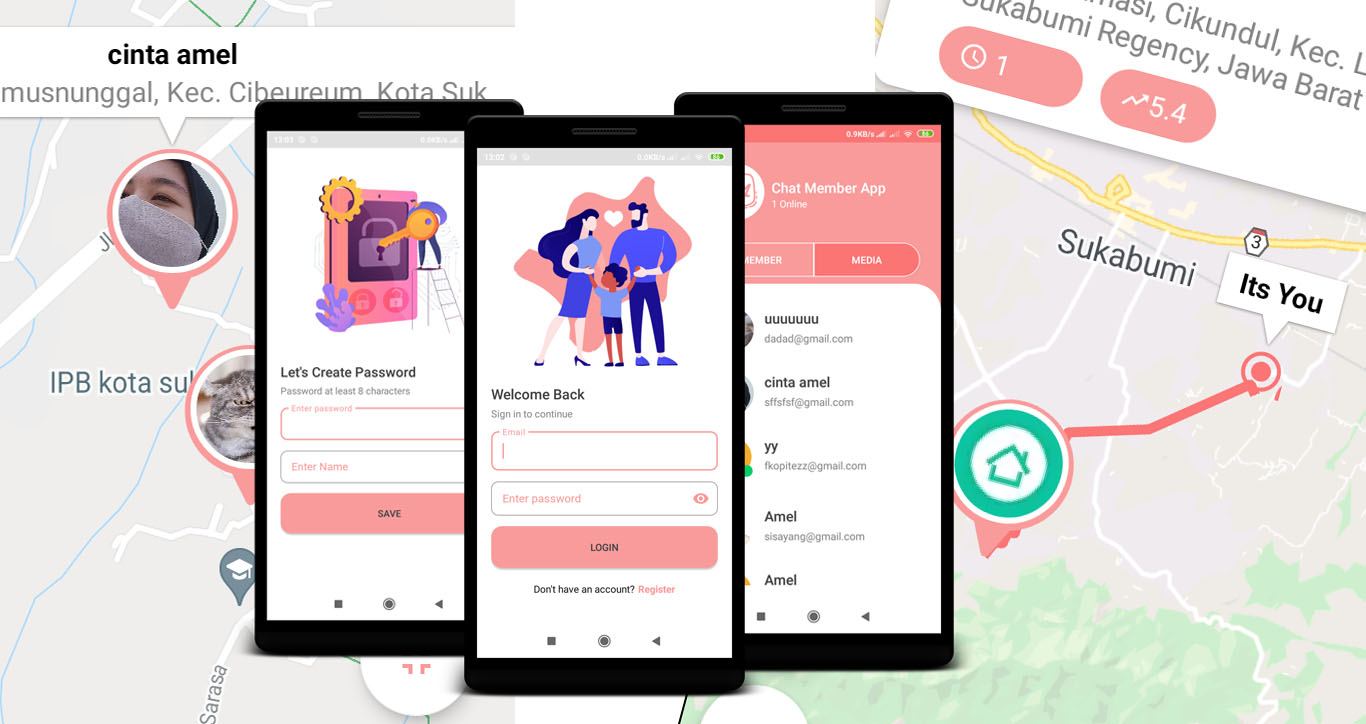 cinta amel
musnunggal, Kec. Cibeureum, Kota Suk
IPB kota su
Sarasa
13:03
0.0KB/s
Let's Create Password
Password at least 8 characters
Enter password
Enter Name
SAVE
13:02
0.0KB/s
86
Welcome Back
Sign in to continue
Email
Enter password
LOGIN
Don't have an account? Register
0.9KB/s
86
Chat Member App
1 Online
MEMBER
MEDIA
uuuuuuu
dadad@gmail.com
cinta amel
sffsfsf@gmail.com
yy
fkopitezz@gmail.com
Amel
sisayang@gmail.com
Amel
masi, Cikundul, Kec. L
Sukabumi Regency, Jawa Barat
1
5.4
3
Sukabumi
Its You